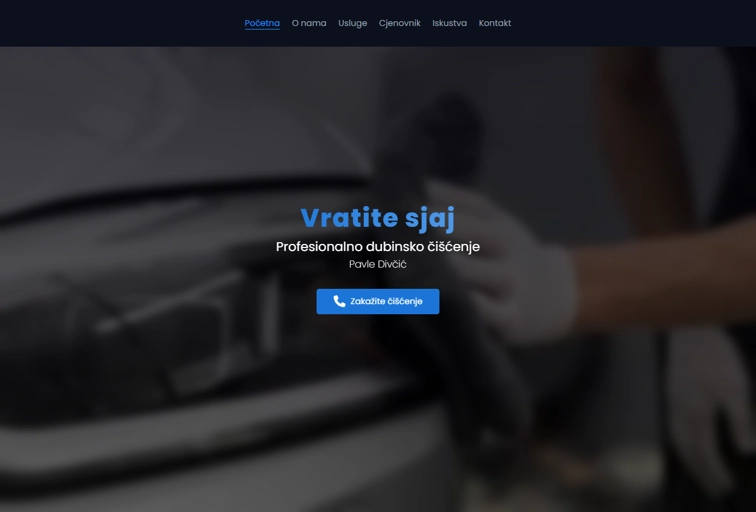 Početna O nama Usluge Cjenovnik Iskustva Kontakt
Vratite sjaj
Profesionalno dubinsko čišćenje
Pavle Divčić
Zakažite čišćenje